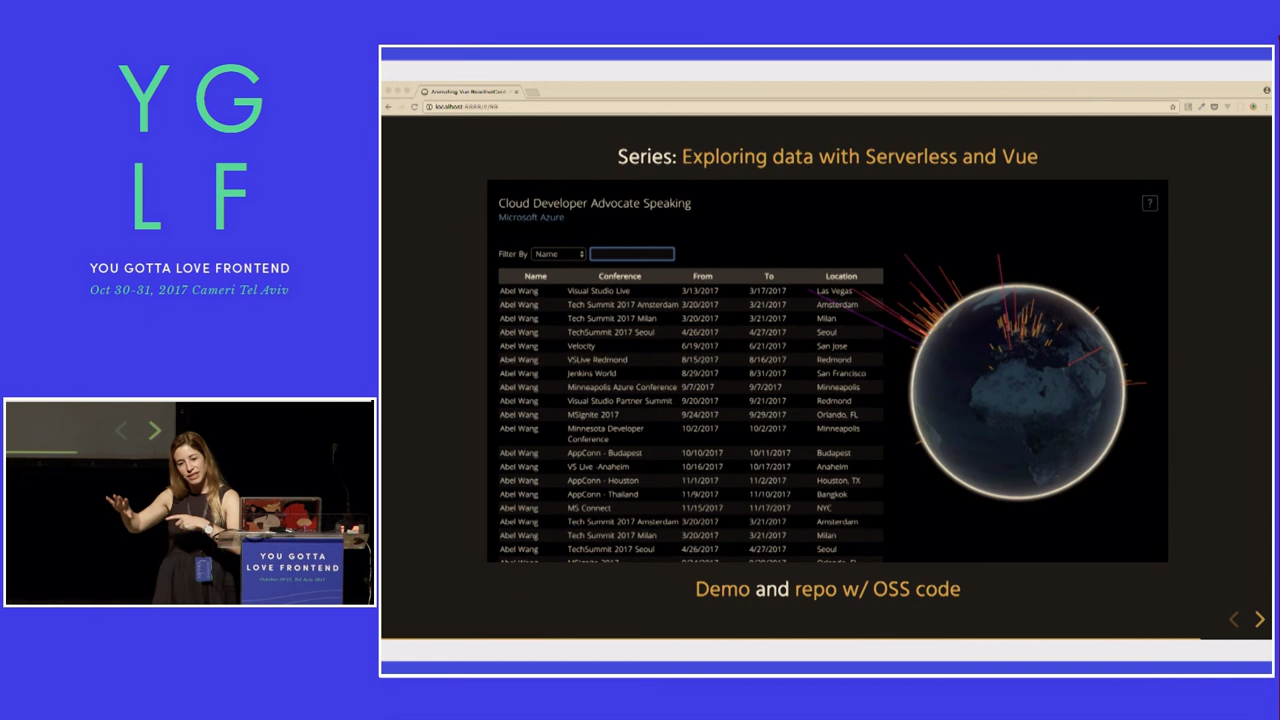 Y G
L F
YOU GOTTA LOVE FRONTEND
Oct 30-31, 2017 Cameri Tel Aviv
YOU GOTTA
LOVE FRONTEND
Animating Vue
Series: Exploring data with Serverless and Vue
Cloud Developer Advocate Speaking
Microsoft Azure
?
Filter By Name
Name Conference From To Location
Abel Wang Visual Studio Live 3/13/2017 3/17/2017 Las Vegas
Abel Wang Tech Summit 2017 Amsterdam 3/20/2017 3/21/2017 Amsterdam
Abel Wang Tech Summit 2017 Milan 3/20/2017 3/21/2017 Milan
Abel Wang TechSummit 2017 Seoul 4/26/2017 4/27/2017 Seoul
Abel Wang Velocity 6/19/2017 6/21/2017 San Jose
Abel Wang VSLive Redmond 8/15/2017 8/16/2017 Redmond
Abel Wang Jenkins World 8/29/2017 8/31/2017 San Francisco
Abel Wang Minneapolis Azure Conference 9/7/2017 9/7/2017 Minneapolis
Abel Wang Visual Studio Partner Summit 9/20/2017 9/21/2017 Redmond
Abel Wang MSIgnite 2017 9/24/2017 9/29/2017 Orlando, FL
Abel Wang Minnesota Developer 10/2/2017 10/2/2017 Minneapolis
Conference
Abel Wang AppConn - Budapest 10/10/2017 10/11/2017 Budapest
Abel Wang VS Live -Anaheim 10/16/2017 10/17/2017 Anaheim
Abel Wang AppConn - Houston 11/1/2017 11/2/2017 Houston, TX
Abel Wang AppConn - Thailand 11/9/2017 11/10/2017 Bangkok
Abel Wang MS Connect 11/15/2017 11/17/2017 NYC
Abel Wang Tech Summit 2017 Amsterdam 3/20/2017 3/21/2017 Amsterdam
Abel Wang Tech Summit 2017 Milan 3/20/2017 3/21/2017 Milan
Abel Wang TechSummit 2017 Seoul 4/26/2017 4/27/2017 Seoul
Demo and repo w/ OSS code